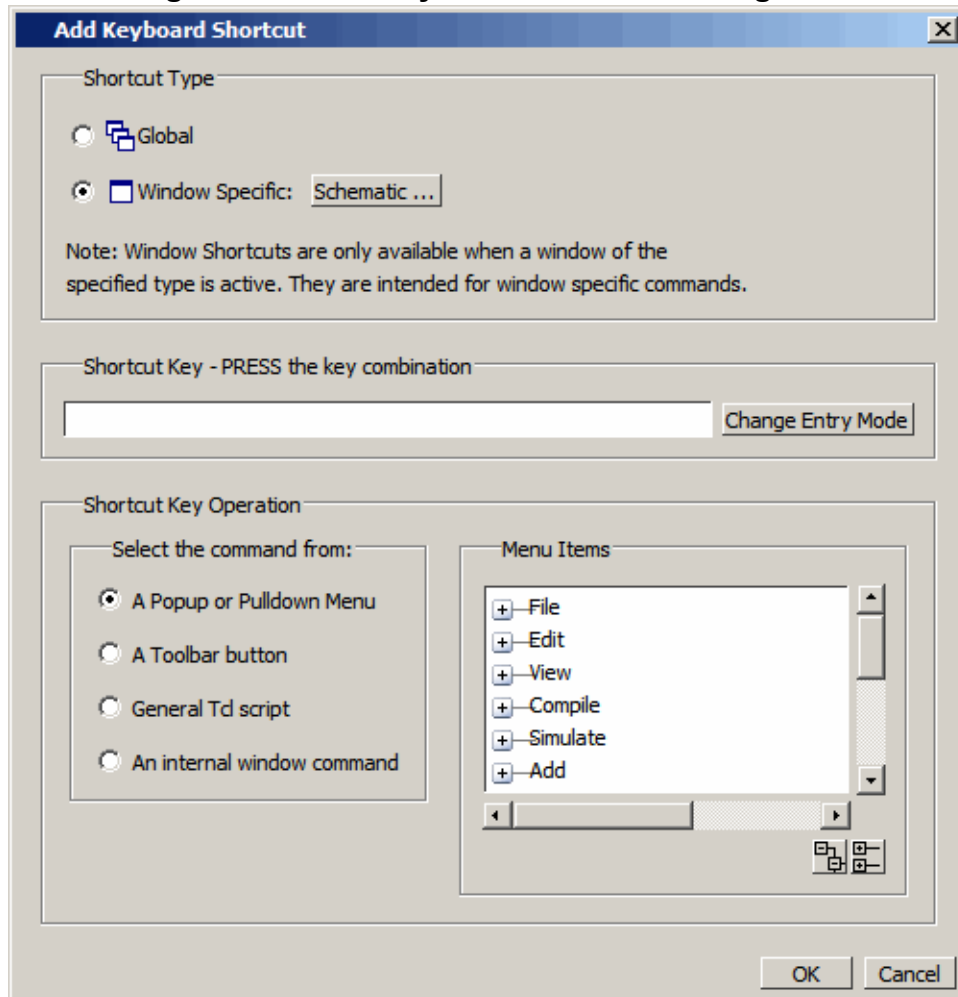 Add Keyboard Shortcut
Shortcut Type
Global
Window Specific: Schematic ...
Note: Window Shortcuts are only available when a window of the
specified type is active. They are intended for window specific commands.
Shortcut Key - PRESS the key combination
Change Entry Mode
Shortcut Key Operation
Select the command from:
A Popup or Pulldown Menu
A Toolbar button
General Tcl script
An internal window command
Menu Items
File
Edit
View
Compile
Simulate
Add
OK Cancel